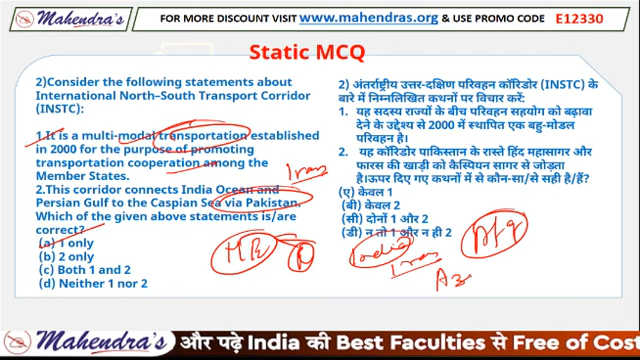 Mahendra's
FOR MORE DISCOUNT VISIT www.mahendras.org & USE PROMO CODE E12330
Static MCQ
2)Consider the following statements about
International North–South Transport Corridor
(INSTC):
1.It is a multi-modal transportation established
in 2000 for the purpose of promoting
transportation cooperation among the
Member States.
2.This corridor connects India Ocean and
Persian Gulf to the Caspian Sea via Pakistan.
Which of the given above statements is/are
correct?
(a) 1 only
(b) 2 only
(c) Both 1 and 2
(d) Neither 1 nor 2
2) अंतर्राष्ट्रीय उत्तर-दक्षिण परिवहन कॉरिडोर (INSTC) के
बारे में निम्नलिखित कथनों पर विचार करें:
1. यह सदस्य राज्यों के बीच परिवहन सहयोग को बढ़ावा
देने के उद्देश्य से 2000 में स्थापित एक बहु-मोडल
परिवहन है।
2. यह कॉरिडोर पाकिस्तान के रास्ते हिंद महासागर और
फारस की खाड़ी को कैस्पियन सागर से जोड़ता
है।ऊपर दिए गए कथनों में से कौन-सा/से सही है/हैं?
(ए) केवल 1
(बी) केवल 2
(सी) दोनों 1 और 2
(डी) न तो 1 और न ही 2
Iran
India
Iran
Az
Mahendra's
और पढ़े India की Best Faculties से Free of Cost